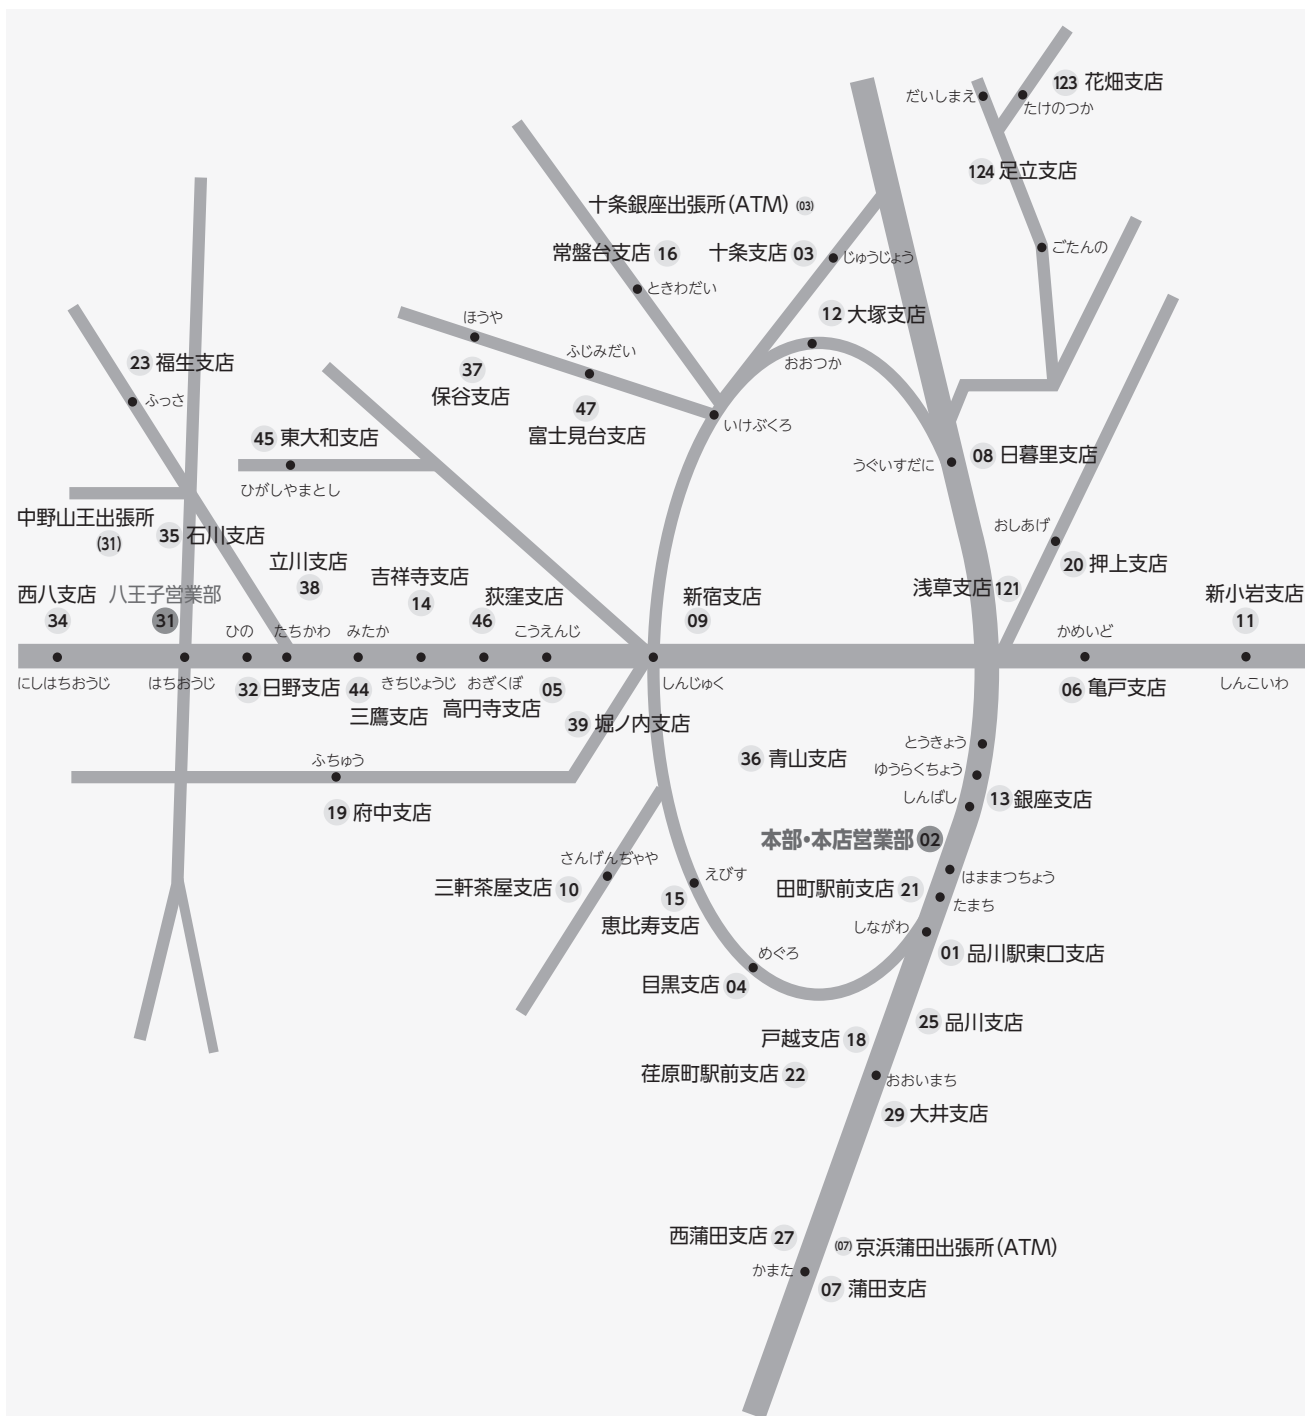 123 花畑支店
だいしまえ
たけのつか
124 足立支店
十条銀座出張所(ATM) (03)
常盤台支店 16
十条支店 03
じゅうじょう
ごたんの
ときわだい
12 大塚支店
おおつか
ほうや
ふじみだい
37
保谷支店
47
富士見台支店
いけぶくろ
23 福生支店
ふっさ
45 東大和支店
ひがしやまとし
うぐいすだに
08 日暮里支店
中野山王出張所
(31)
35 石川支店
おしあげ
20 押上支店
立川支店
38
吉祥寺支店
14
荻窪支店
46
新宿支店
09
浅草支店 121
新小岩支店
11
西八支店
34
八王子営業部
31
ひの
たちかわ
みたか
こうえんじ
かめいど
にしはちおうじ
はちおうじ
32 日野支店
44
三鷹支店
きちじょうじ
おぎくぼ
05
高円寺支店
しんじゅく
06 亀戸支店
しんこいわ
39 堀ノ内支店
ふちゅう
19 府中支店
36 青山支店
とうきょう
ゆうらくちょう
しんばし
13 銀座支店
本部・本店営業部 02
さんげんぢゃや
三軒茶屋支店 10
えびす
15
恵比寿支店
田町駅前支店 21
はままつちょう
たまち
しながわ
01 品川駅東口支店
めぐろ
目黒支店 04
25 品川支店
戸越支店 18
荏原町駅前支店 22
おおいまち
29 大井支店
西蒲田支店 27
(07) 京浜蒲田出張所(ATM)
かまた
07 蒲田支店